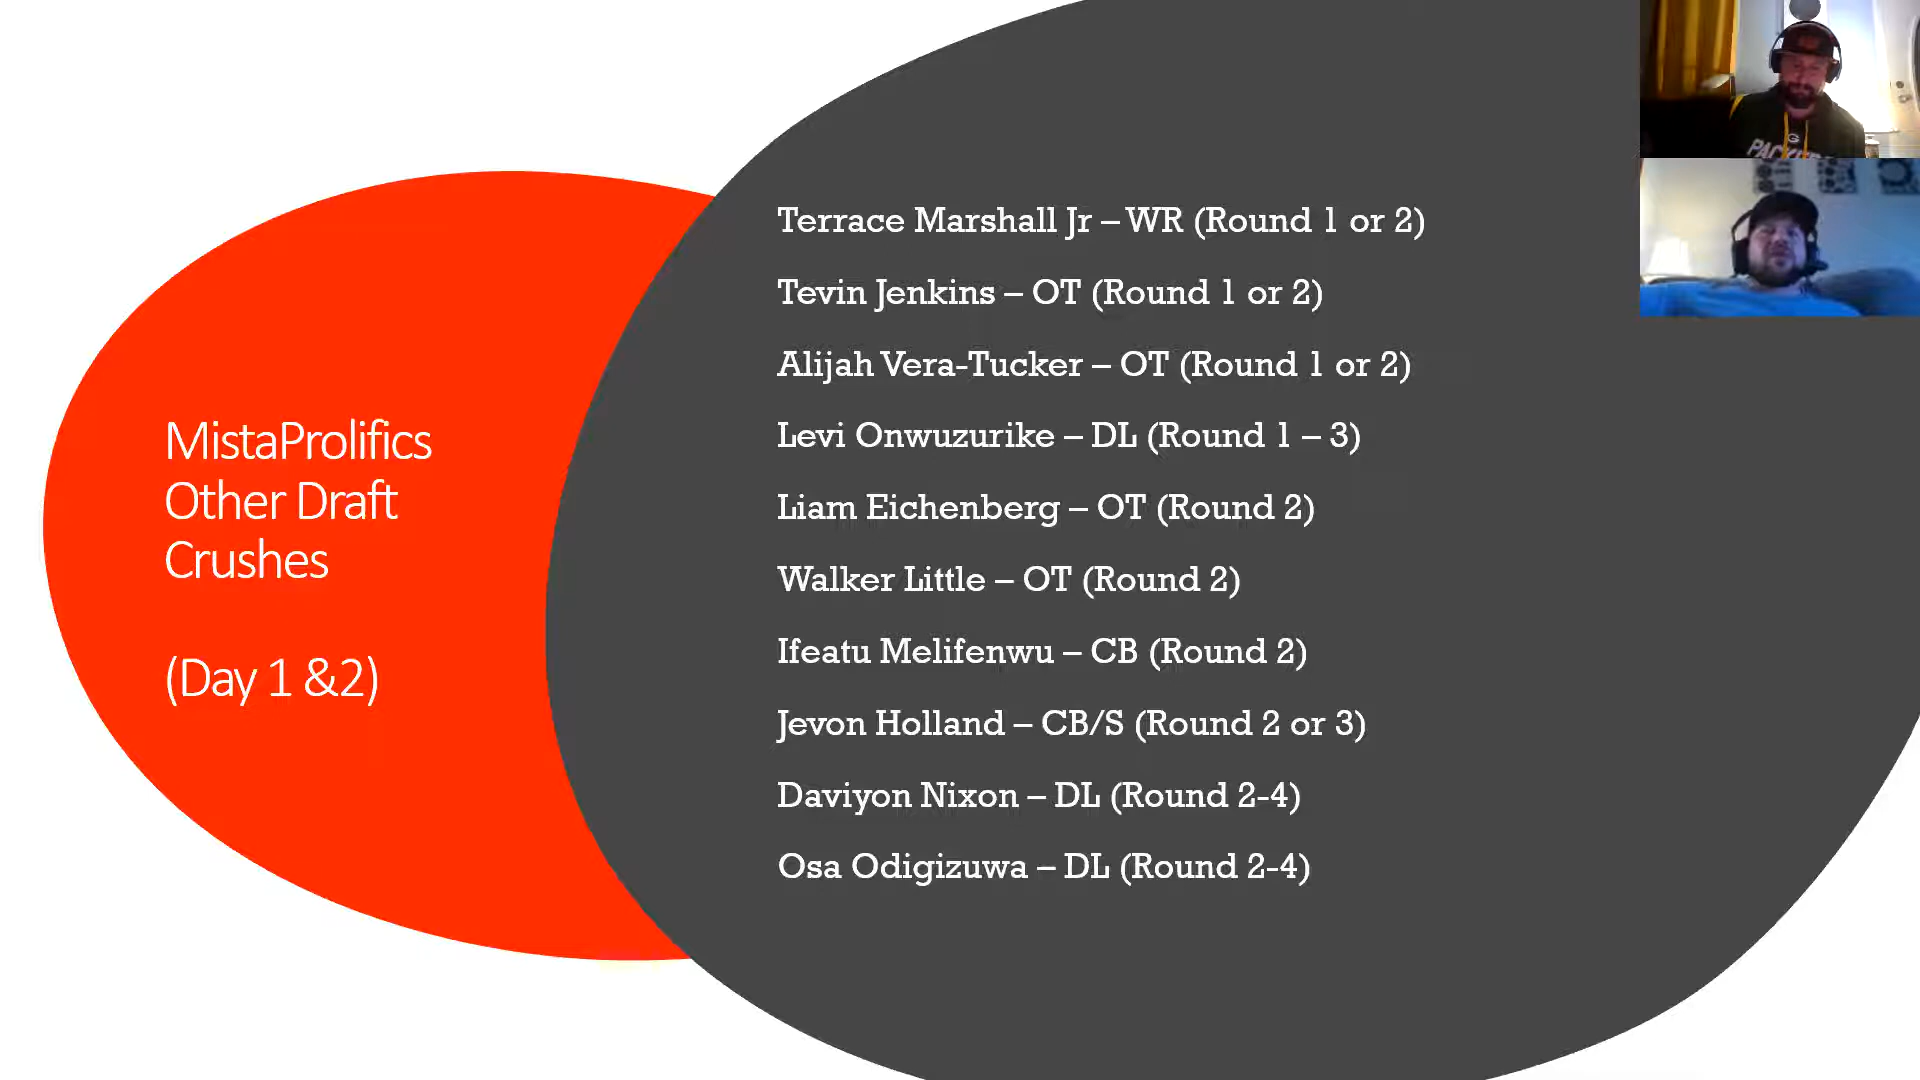 MistaProlifics
Other Draft
Crushes
(Day 1 &2)
Terrace Marshall Jr – WR (Round 1 or 2)
Tevin Jenkins – OT (Round 1 or 2)
Alijah Vera-Tucker – OT (Round 1 or 2)
Levi Onwuzurike – DL (Round 1 – 3)
Liam Eichenberg – OT (Round 2)
Walker Little – OT (Round 2)
Ifeatu Melifenwu – CB (Round 2)
Jevon Holland – CB/S (Round 2 or 3)
Daviyon Nixon – DL (Round 2-4)
Osa Odigizuwa – DL (Round 2-4)
G